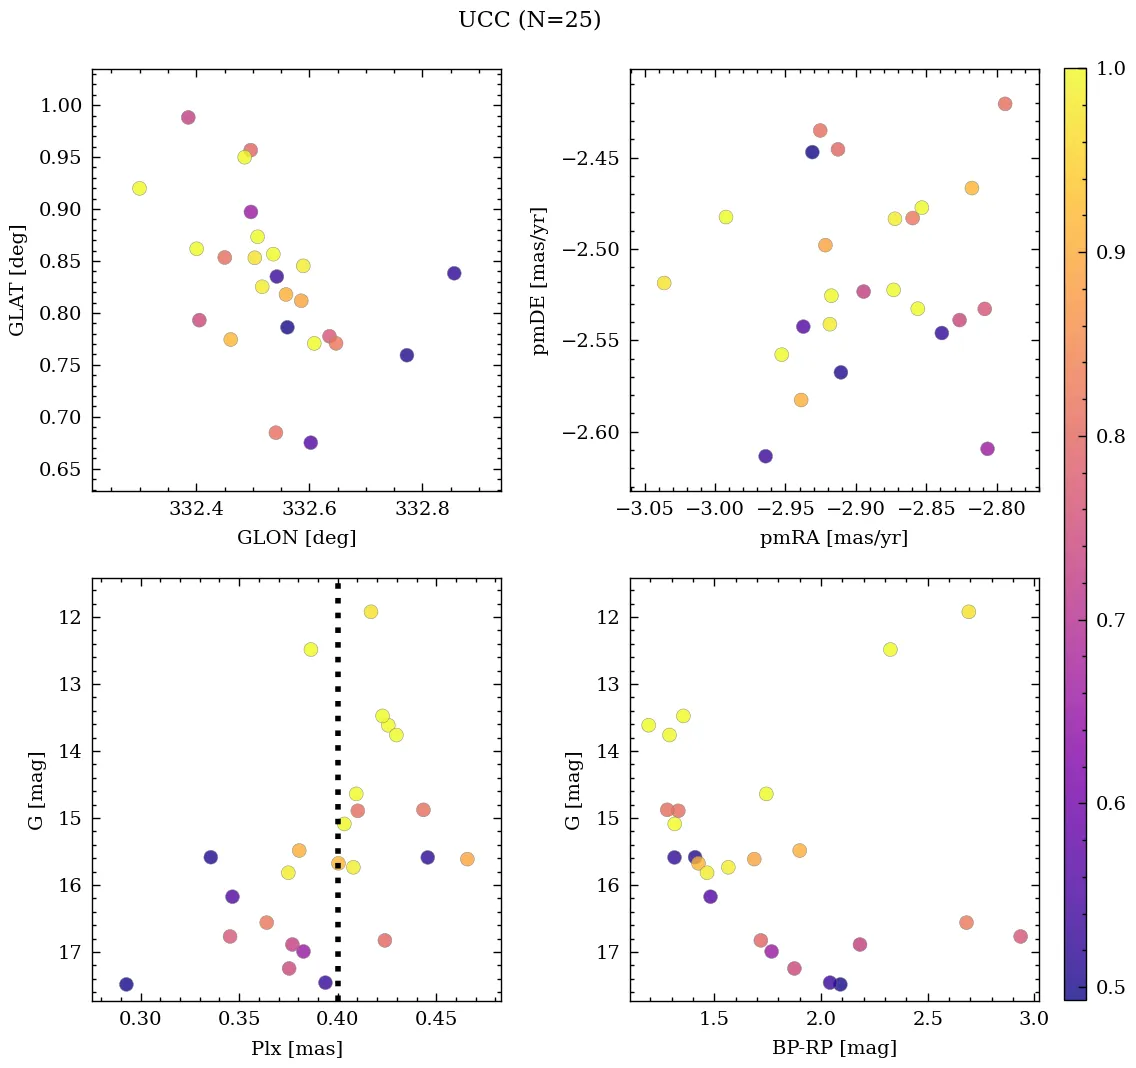 UCC (N=25)
1.00
0.95
0.90
0.85
0.80
0.75
0.70
0.65
GLAT [deg]
332.4 332.6 332.8
GLON [deg]
−2.45
−2.50
−2.55
−2.60
pmDE [mas/yr]
−3.05 −3.00 −2.95 −2.90 −2.85 −2.80
pmRA [mas/yr]
12
13
14
15
16
17
G [mag]
0.30 0.35 0.40 0.45
Plx [mas]
12
13
14
15
16
17
G [mag]
1.5 2.0 2.5 3.0
BP-RP [mag]
1.0
0.9
0.8
0.7
0.6
0.5